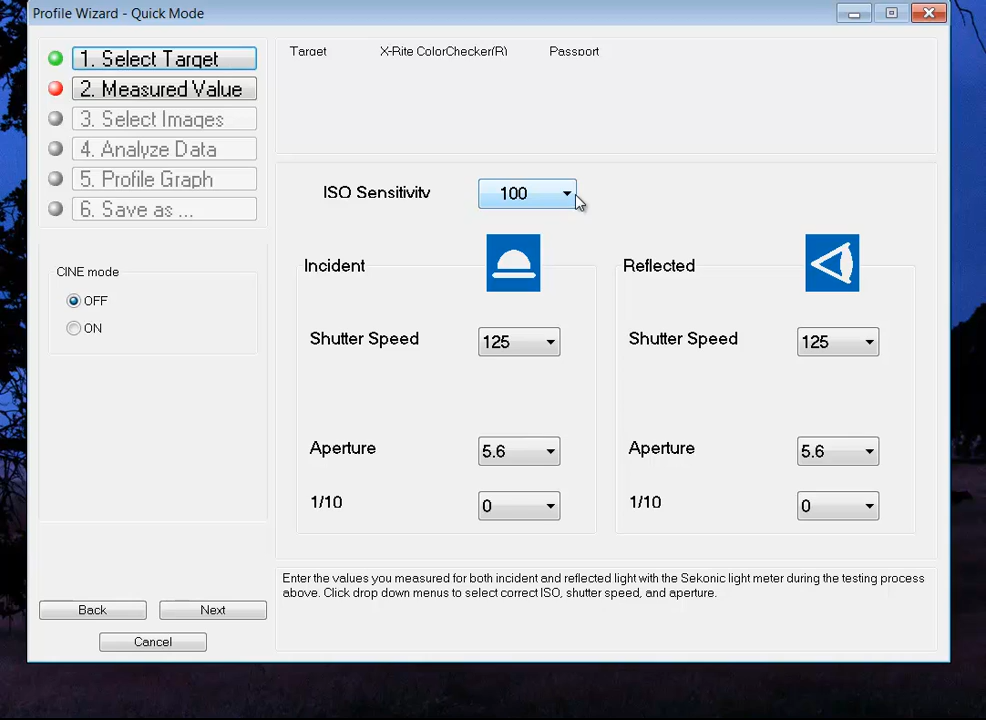 Profile Wizard - Quick Mode
1. Select Target
2. Measured Value
3. Select Images
4. Analyze Data
5. Profile Graph
6. Save as ...
CINE mode
OFF
ON
Back
Next
Cancel
Target X-Rite ColorChecker(R) Passport
ISO Sensitivity 100
Incident
Shutter Speed 125
Aperture 5.6
1/10 0
Reflected
Shutter Speed 125
Aperture 5.6
1/10 0
Enter the values you measured for both incident and reflected light with the Sekonic light meter during the testing process
above. Click drop down menus to select correct ISO, shutter speed, and aperture.